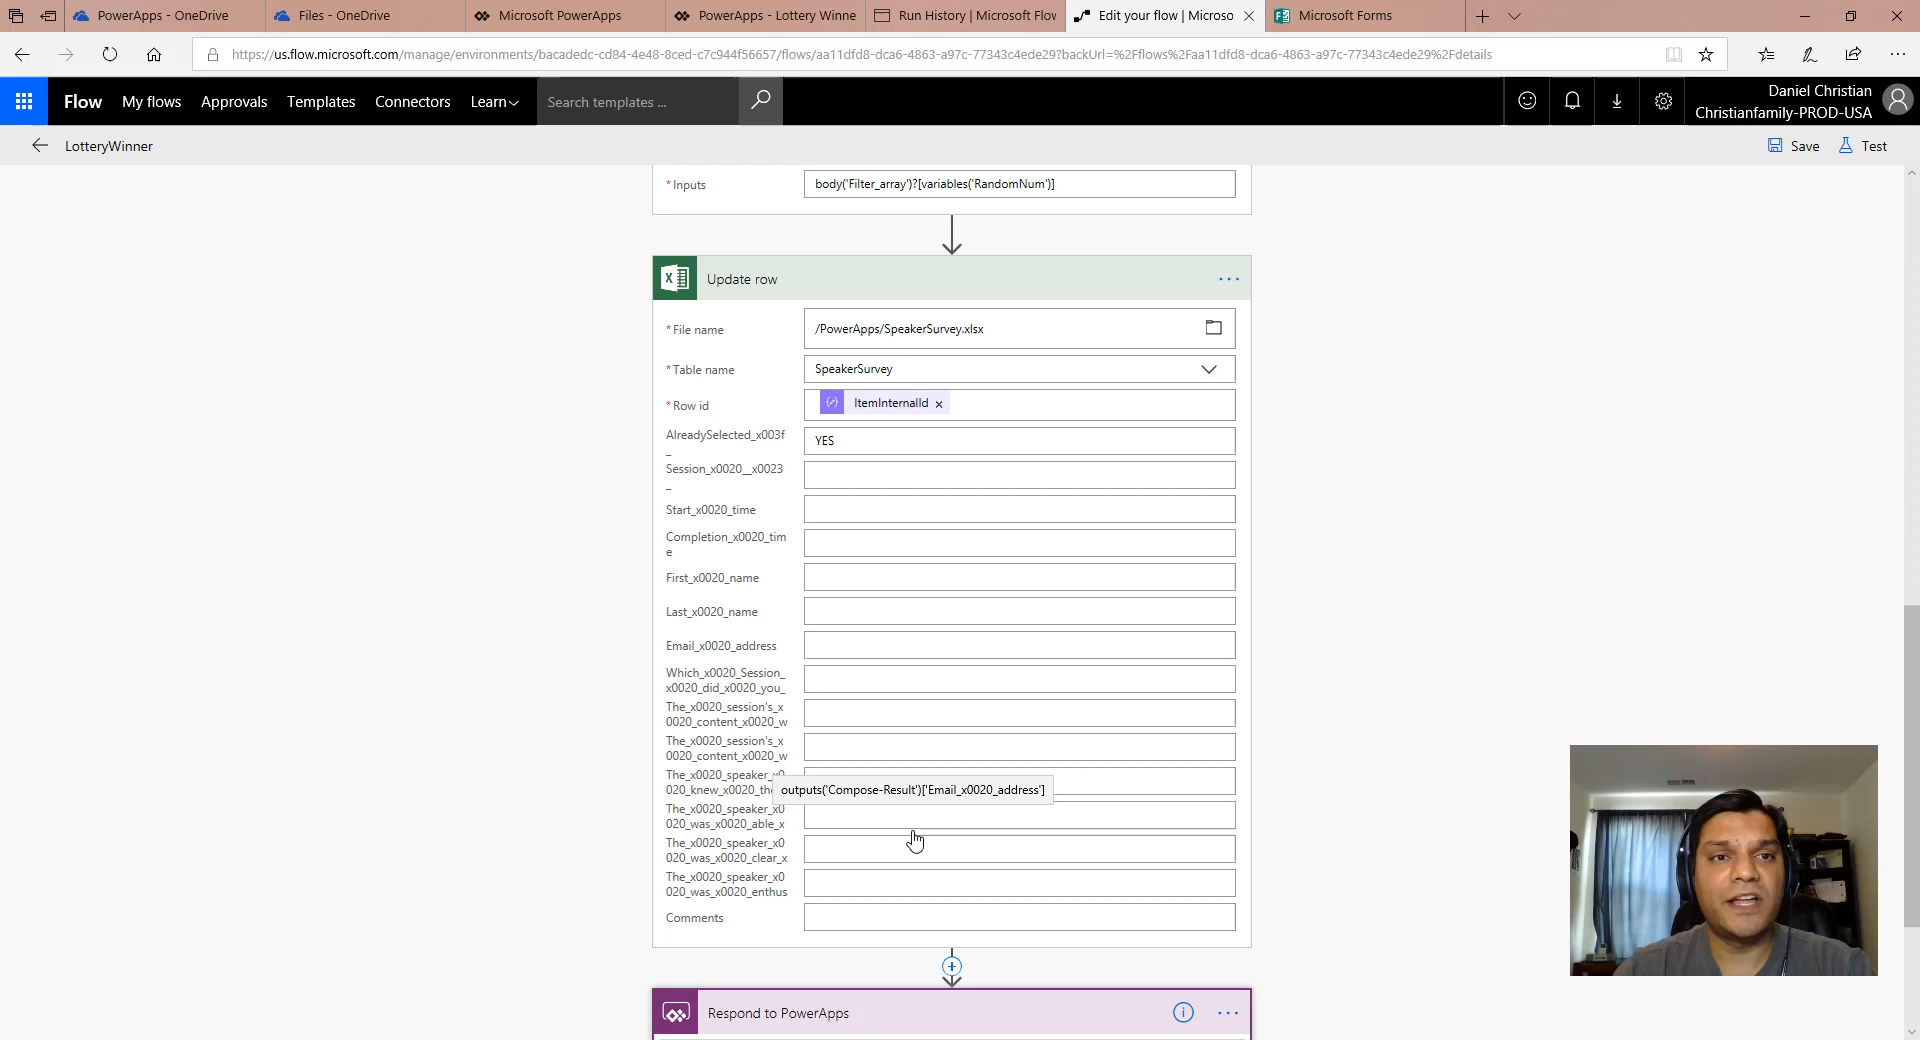 PowerApps - OneDrive
Files - OneDrive
Microsoft PowerApps
PowerApps - Lottery Winne
Run History | Microsoft Flov
Edit your flow | Microso
Microsoft Forms
https://us.flow.microsoft.com/manage/environments/bacadedc-cd84-4e48-8ced-c7c944f56657/flows/aa11dfd8-dca6-4863-a97c-77343c4ede29?backUrl=%2Fflows%2Faa11dfd8-dca6-4863-a97c-77343c4ede29%2Fdetails
Flow
My flows
Approvals
Templates
Connectors
Learn
Search templates ...
Daniel Christian
Christianfamily-PROD-USA
LotteryWinner
Save
Test
* Inputs
body('Filter_array')?[variables('RandomNum')]
Update row
* File name
/PowerApps/SpeakerSurvey.xlsx
* Table name
SpeakerSurvey
* Row id
ItemInternalId
AlreadySelected_x003f
_
YES
Session_x0020__x0023
_
Start_x0020_time
Completion_x0020_tim
e
First_x0020_name
Last_x0020_name
Email_x0020_address
Which_x0020_Session_
x0020_did_x0020_you_
The_x0020_session's_x
0020_content_x0020_w
The_x0020_session's_x
0020_content_x0020_w
The_x0020_speaker_x0
020_knew_x0020_the
outputs('Compose-Result')['Email_x0020_address']
The_x0020_speaker_x0
020_was_x0020_able_x
The_x0020_speaker_x0
020_was_x0020_clear_x
The_x0020_speaker_x0
020_was_x0020_enthus
Comments
Respond to PowerApps